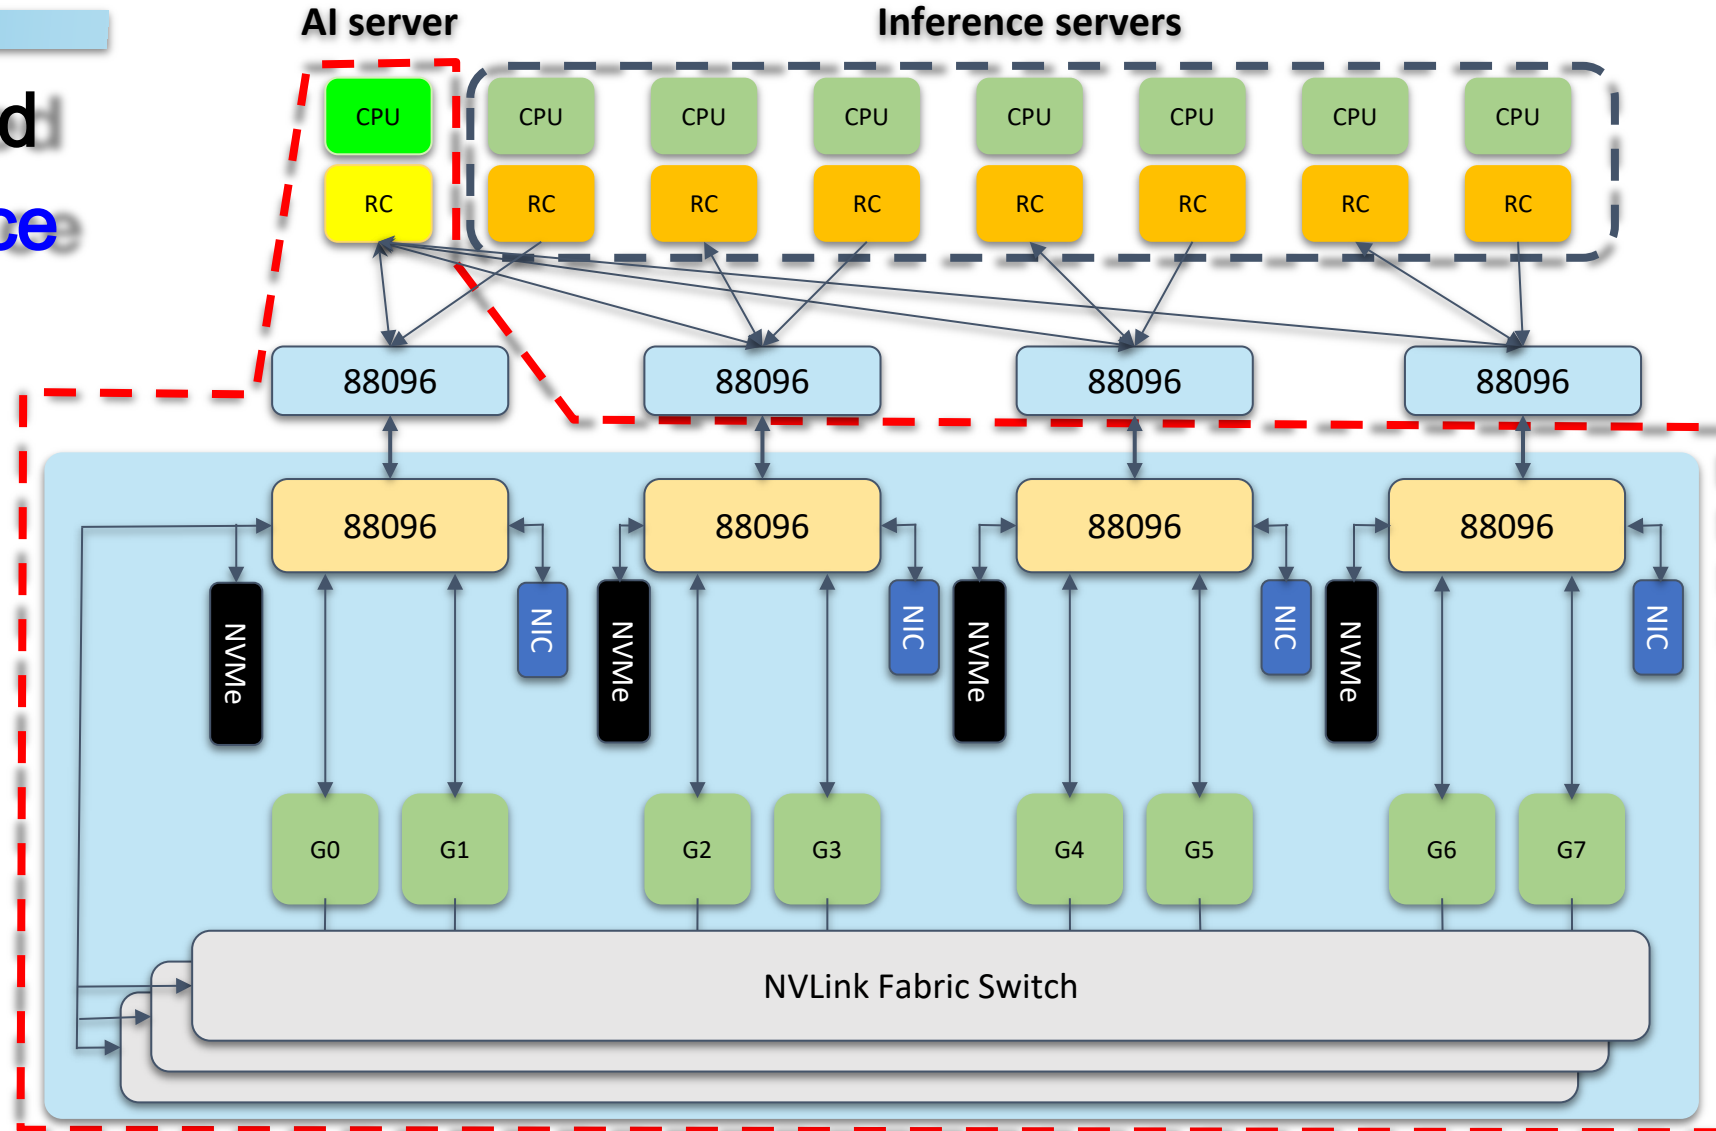 AI server
Inference servers
d
ce
CPU CPU CPU CPU CPU CPU CPU CPU
RC RC RC RC RC RC RC RC
88096 88096 88096 88096
88096 88096 88096 88096
NVMe NIC NVMe NIC NVMe NIC NVMe NIC
G0 G1 G2 G3 G4 G5 G6 G7
NVLink Fabric Switch